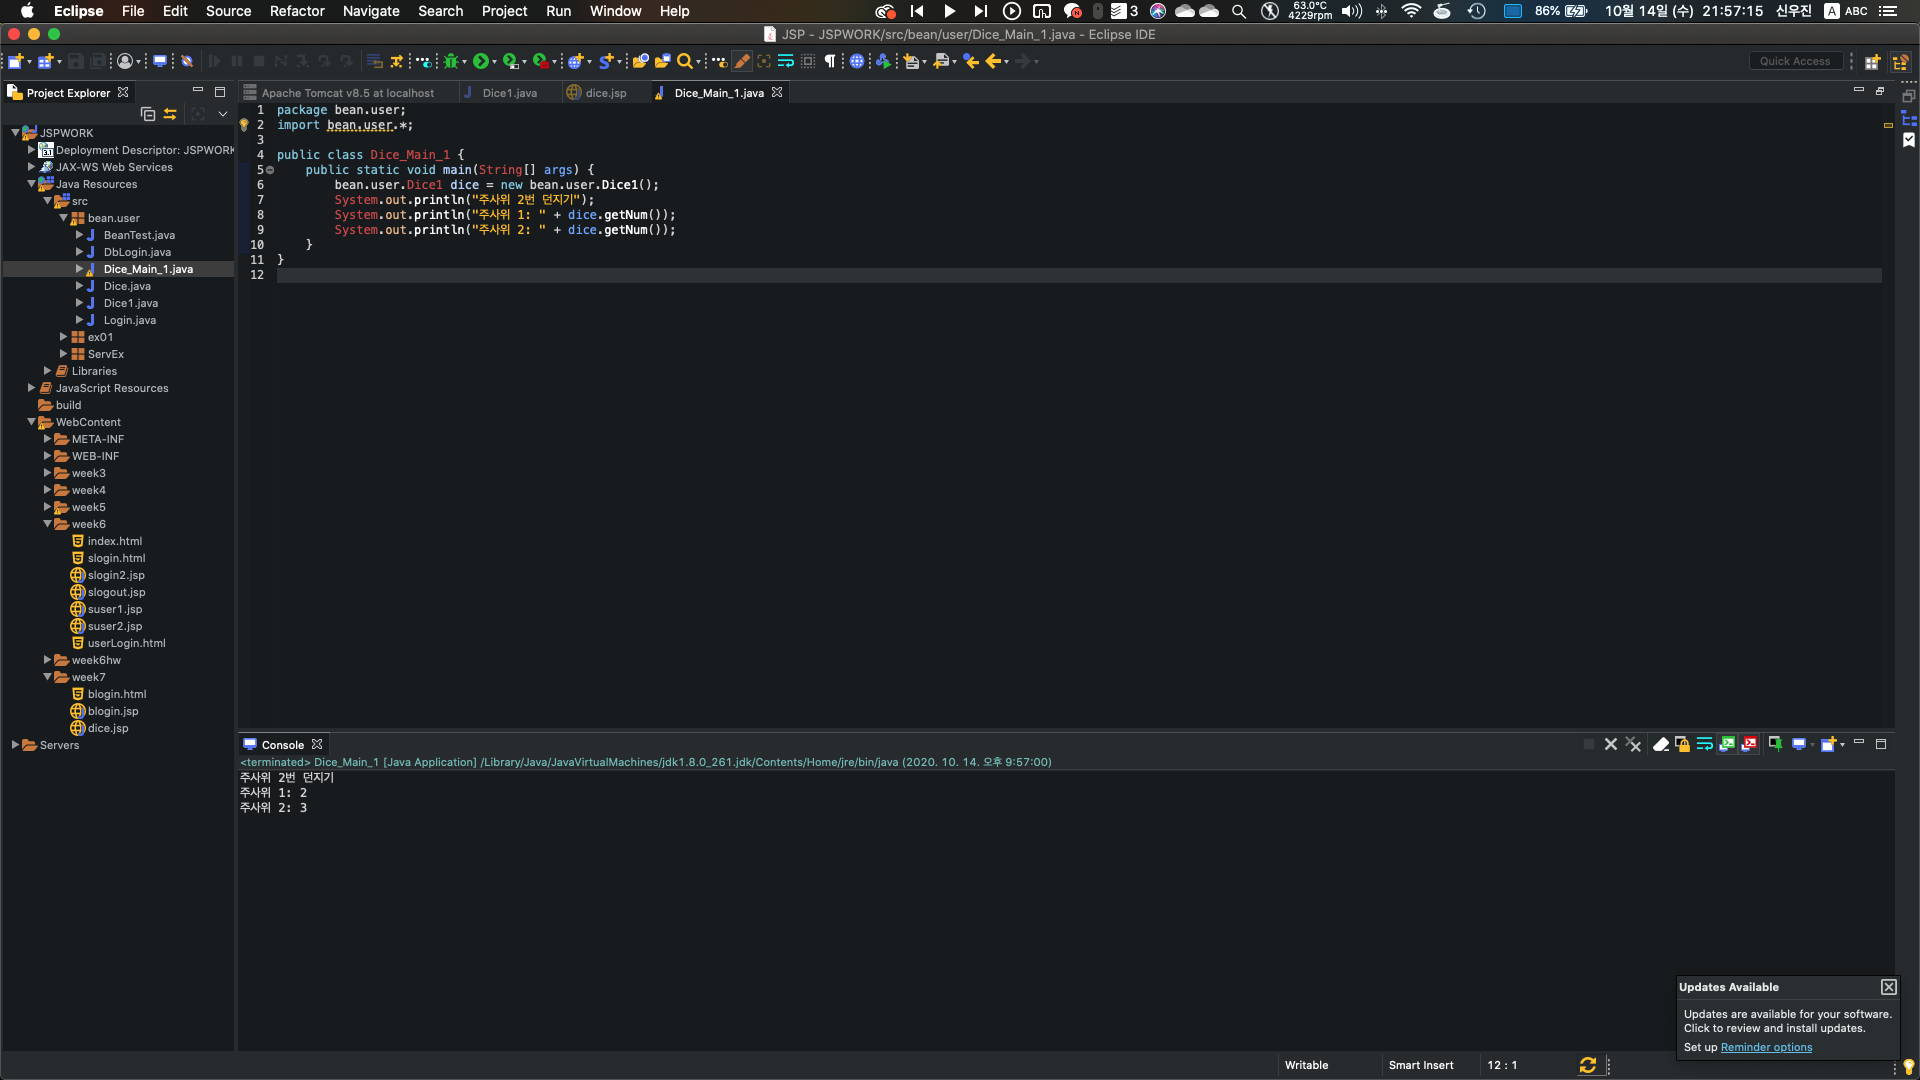 Eclipse File Edit Source Refactor Navigate Search Project Run Window Help
3 63.0°C 4229rpm 86% 10월 14일 (수) 21:57:15 신우진 A ABC
JSP - JSPWORK/src/bean/user/Dice_Main_1.java - Eclipse IDE
Quick Access
Project Explorer
JSPWORK
Deployment Descriptor: JSPWORK
JAX-WS Web Services
Java Resources
src
bean.user
BeanTest.java
DbLogin.java
Dice_Main_1.java
Dice.java
Dice1.java
Login.java
ex01
ServEx
Libraries
JavaScript Resources
build
WebContent
META-INF
WEB-INF
week3
week4
week5
week6
index.html
slogin.html
slogin2.jsp
slogout.jsp
suser1.jsp
suser2.jsp
userLogin.html
week6hw
week7
blogin.html
blogin.jsp
dice.jsp
Servers
Apache Tomcat v8.5 at localhost Dice1.java dice.jsp Dice_Main_1.java
1 package bean.user;
2 import bean.user.*;
3
4 public class Dice_Main_1 {
5 public static void main(String[] args) {
6 bean.user.Dice1 dice = new bean.user.Dice1();
7 System.out.println("주사위 2번 던지기");
8 System.out.println("주사위 1: " + dice.getNum());
9 System.out.println("주사위 2: " + dice.getNum());
10 }
11 }
12
Console
<terminated> Dice_Main_1 [Java Application] /Library/Java/JavaVirtualMachines/jdk1.8.0_261.jdk/Contents/Home/jre/bin/java (2020. 10. 14. 오후 9:57:00)
주사위 2번 던지기
주사위 1: 2
주사위 2: 3
Updates Available
Updates are available for your software.
Click to review and install updates.
Set up Reminder options
Writable Smart Insert 12 : 1